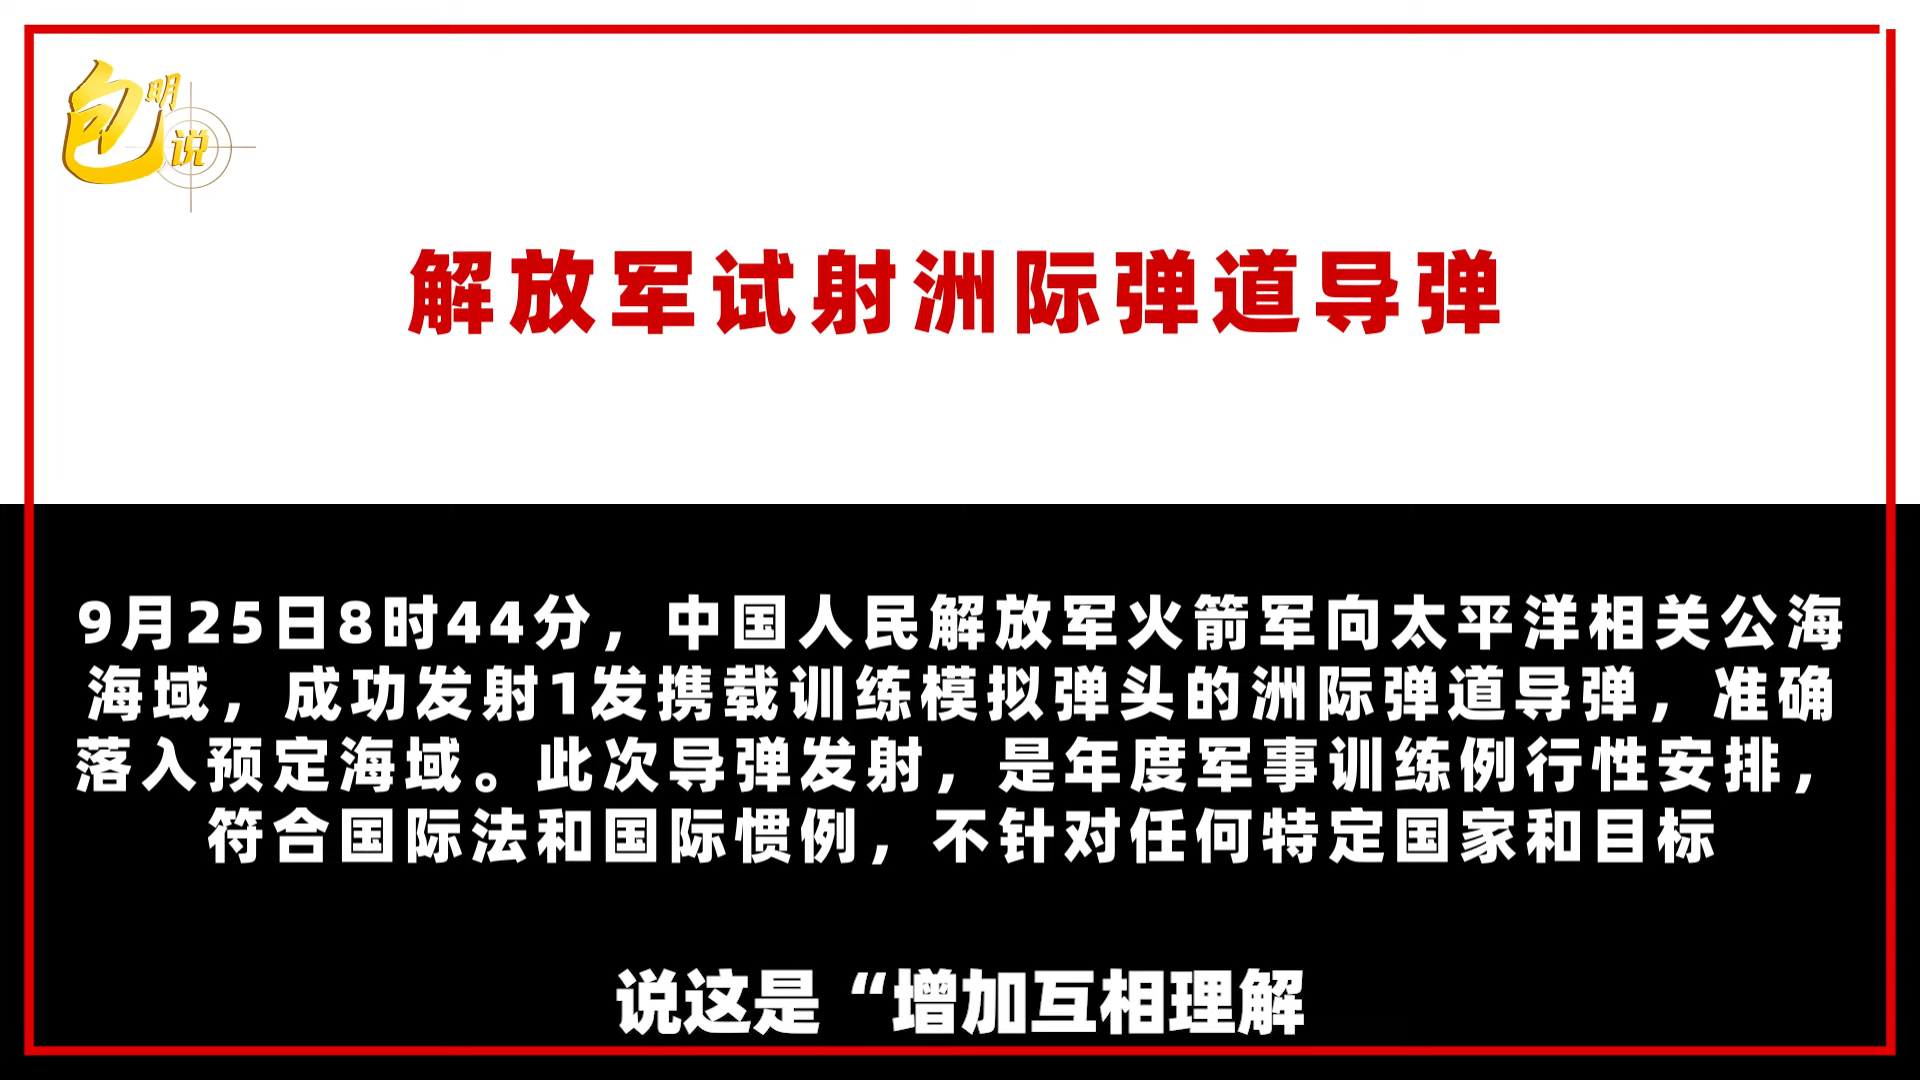 包明说
解放军试射洲际弹道导弹
9月25日8时44分，中国人民解放军火箭军向太平洋相关公海
海域，成功发射1发携载训练模拟弹头的洲际弹道导弹，准确
落入预定海域。此次导弹发射，是年度军事训练例行性安排，
符合国际法和国际惯例，不针对任何特定国家和目标
说这是“增加互相理解